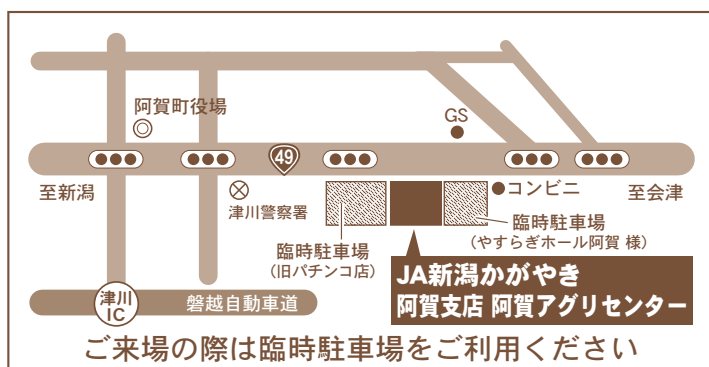 阿賀町役場
GS
49
至新潟
津川警察署
コンビニ
至会津
臨時駐車場
(旧パチンコ店)
臨時駐車場
(やすらぎホール阿賀 様)
JA新潟かがやき
阿賀支店 阿賀アグリセンター
津川
IC
磐越自動車道
ご来場の際は臨時駐車場をご利用ください